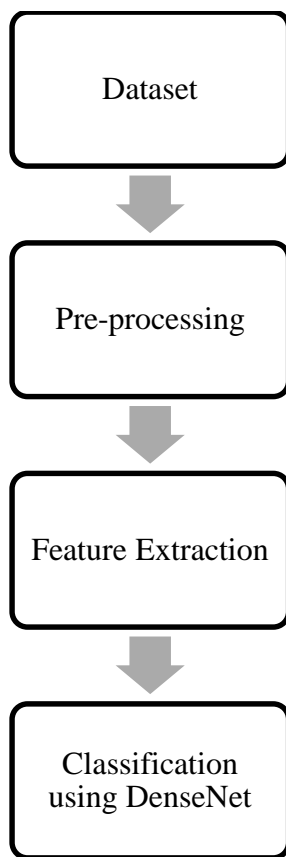 Dataset
Pre-processing
Feature Extraction
Classification
using DenseNet